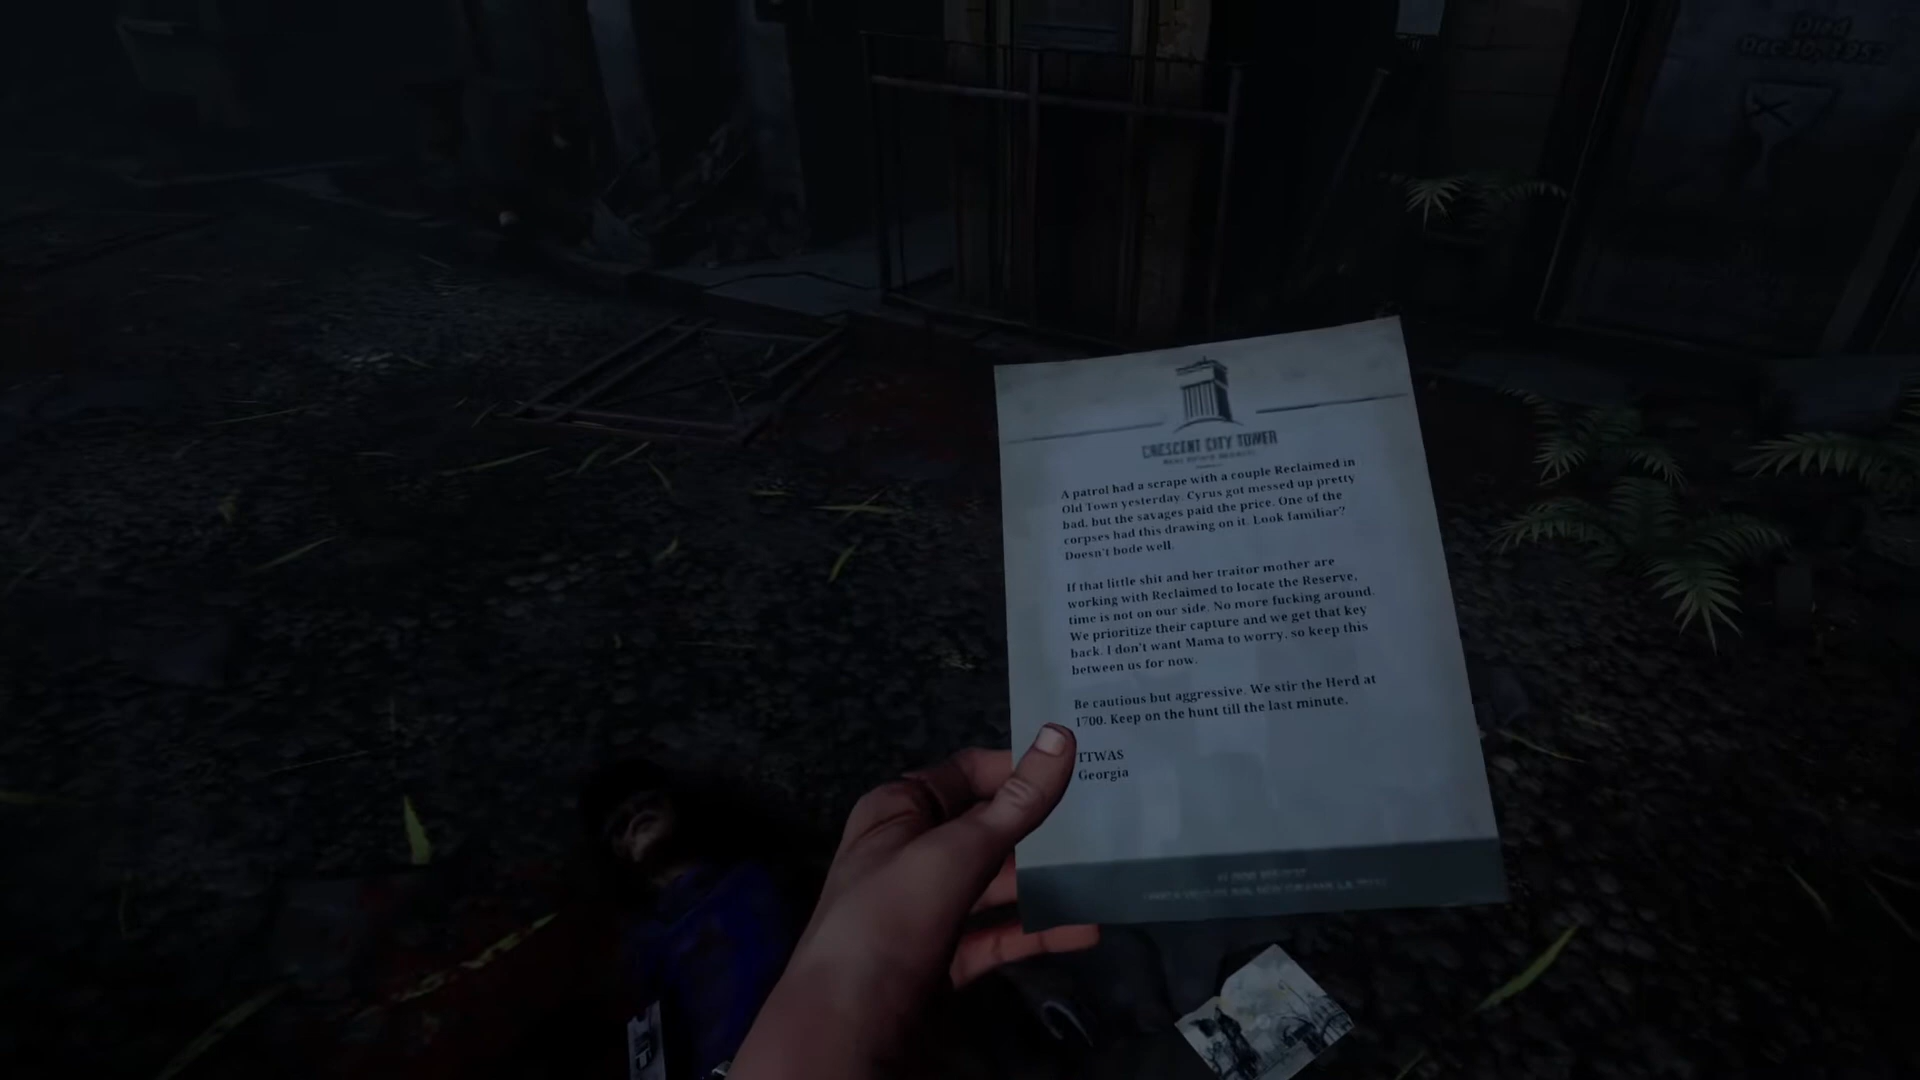 Died
Dec 20, 1952
CRESCENT CITY TOWER
A patrol had a scrape with a couple Reclaimed in
Old Town yesterday. Cyrus got messed up pretty
bad, but the savages paid the price. One of the
corpses had this drawing on it. Look familiar?
Doesn't bode well.
If that little shit and her traitor mother are
working with Reclaimed to locate the Reserve,
time is not on our side. No more fucking around.
We prioritize their capture and we get that key
back. I don't want Mama to worry, so keep this
between us for now.
Be cautious but aggressive. We stir the Herd at
1700. Keep on the hunt till the last minute.
ITWAS
Georgia